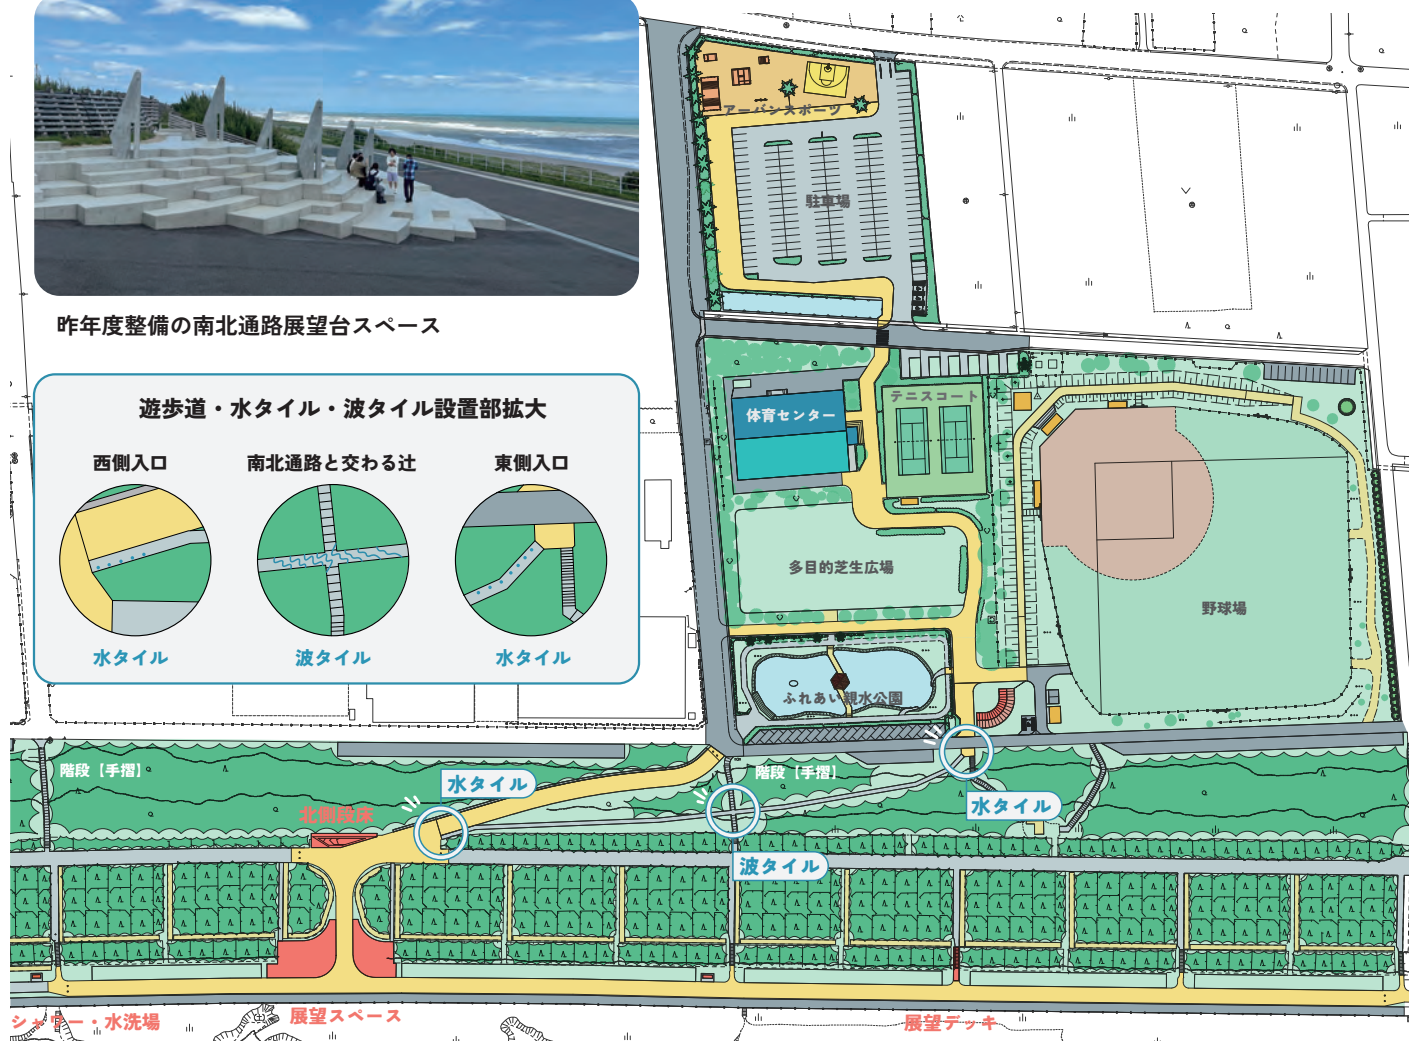 昨年度整備の南北通路展望台スペース
遊歩道・水タイル・波タイル設置部拡大
西側入口
南北通路と交わる辻
東側入口
水タイル
波タイル
水タイル
アーバンスポーツ
駐車場
体育センター
テニスコート
多目的芝生広場
野球場
ふれあい親水公園
階段【手摺】
階段【手摺】
水タイル
水タイル
北側段床
波タイル
シャワー・水洗場
展望スペース
展望デッキ